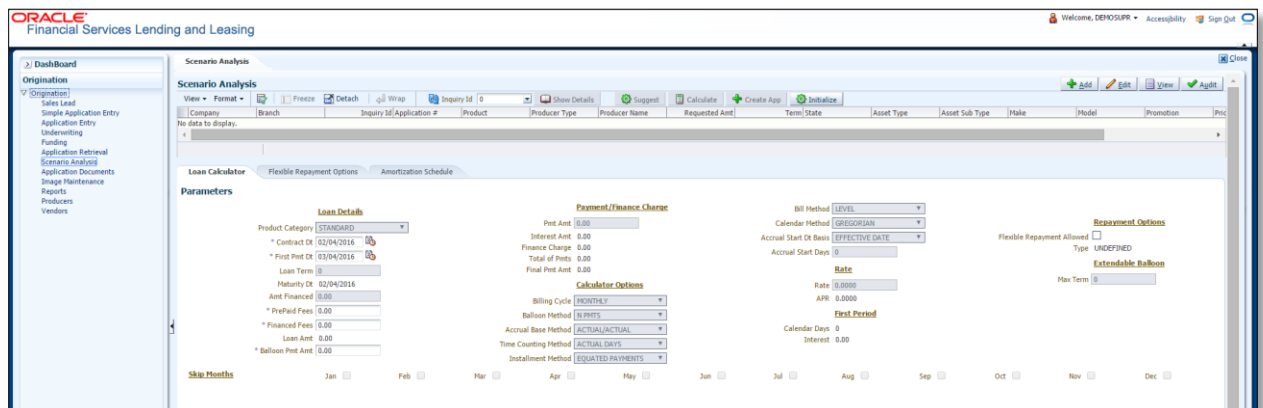 ORACLE
Financial Services Lending and Leasing
Welcome, DEMOSUPR
Accessibility
Sign Out
Close
DashBoard
Origination
Origination
Sales Lead
Simple Application Entry
Application Entry
Underwriting
Funding
Application Retrieval
Scenario Analysis
Application Documents
Image Maintenance
Reports
Producers
Vendors
Scenario Analysis
Scenario Analysis
Add Edit View Audit
View Format Freeze Detach Wrap Inquiry Id 0 Show Details Suggest Calculate Create App Initialize
Company Branch Inquiry Id Application # Product Producer Type Producer Name Requested Amt Term State Asset Type Asset Sub Type Make Model Promotion Pric
No data to display.
Loan Calculator Flexible Repayment Options Amortization Schedule
Parameters
Loan Details
Product Category STANDARD
* Contract Dt 02/04/2016
* First Pmt Dt 03/04/2016
Loan Term 0
Maturity Dt 02/04/2016
Amt Financed 0.00
* PrePaid Fees 0.00
* Financed Fees 0.00
Loan Amt 0.00
* Balloon Pmt Amt 0.00
Payment/Finance Charge
Pmt Amt 0.00
Interest Amt 0.00
Finance Charge 0.00
Total of Pmts 0.00
Final Pmt Amt 0.00
Calculator Options
Billing Cycle MONTHLY
Balloon Method N PMTS
Accrual Base Method ACTUAL/ACTUAL
Time Counting Method ACTUAL DAYS
Installment Method EQUATED PAYMENTS
Bill Method LEVEL
Calendar Method GREGORIAN
Accrual Start Dt Basis EFFECTIVE DATE
Accrual Start Days 0
Rate
Rate 0.0000
APR 0.0000
First Period
Calendar Days 0
Interest 0.00
Repayment Options
Flexible Repayment Allowed
Type UNDEFINED
Extendable Balloon
Max Term 0
Skip Months Jan Feb Mar Apr May Jun Jul Aug Sep Oct Nov Dec